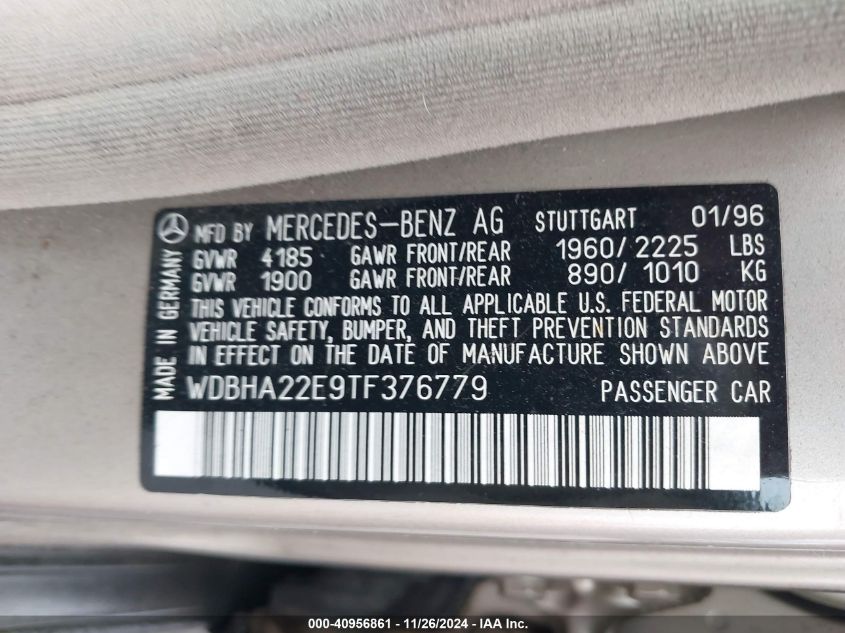 MFD BY MERCEDES-BENZ AG STUTTGART 01/96
GVWR 4185 GAWR FRONT/REAR 1960/2225 LBS
GVWR 1900 GAWR FRONT/REAR 890/1010 KG
THIS VEHICLE CONFORMS TO ALL APPLICABLE U.S. FEDERAL MOTOR
VEHICLE SAFETY, BUMPER, AND THEFT PREVENTION STANDARDS
IN EFFECT ON THE DATE OF MANUFACTURE SHOWN ABOVE
WDBHA22E9TF376779 PASSENGER CAR
MADE IN GERMANY
000-40956861 - 11/26/2024 - IAA Inc.